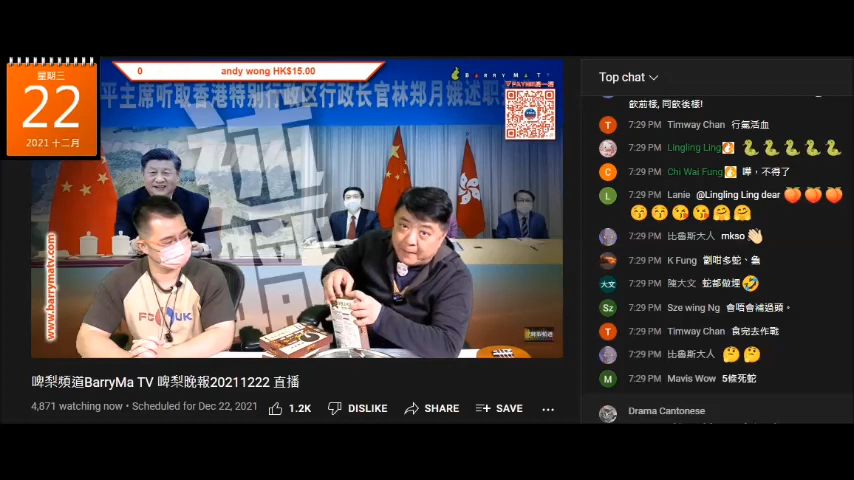 星期三
22
2021 十二月
0 andy wong HK$15.00
BARRYMA TV
平主席听取香港特别行政区行政长官林郑月娥述职
www.barrymatv.com
啤梨頻道BarryMa TV 啤梨晚報20211222 直播
4,871 watching now • Scheduled for Dec 22, 2021
1.2K
DISLIKE
SHARE
SAVE
Top chat
飲前樣, 同飲後樣!
7:29 PM Timway Chan 行氣活血
7:29 PM Lingling Ling 🐍🐍🐍🐍🐍
7:29 PM Chi Wai Fung 嘩，不得了
7:29 PM Lanie @Lingling Ling dear 🍑🍑🍑
😚😚😘😘🤗🤗
7:29 PM 比魯斯大人 mkso👋🏻
7:29 PM K Fung 劏咁多蛇、龜
7:29 PM 陳大文 蛇都做埋🤣
7:29 PM Sze wing Ng 會唔會補過頭。
7:29 PM Timway Chan 食完去作戰
7:29 PM 比魯斯大人 🤔🤔
7:29 PM Mavis Wow 5條死蛇
Drama Cantonese